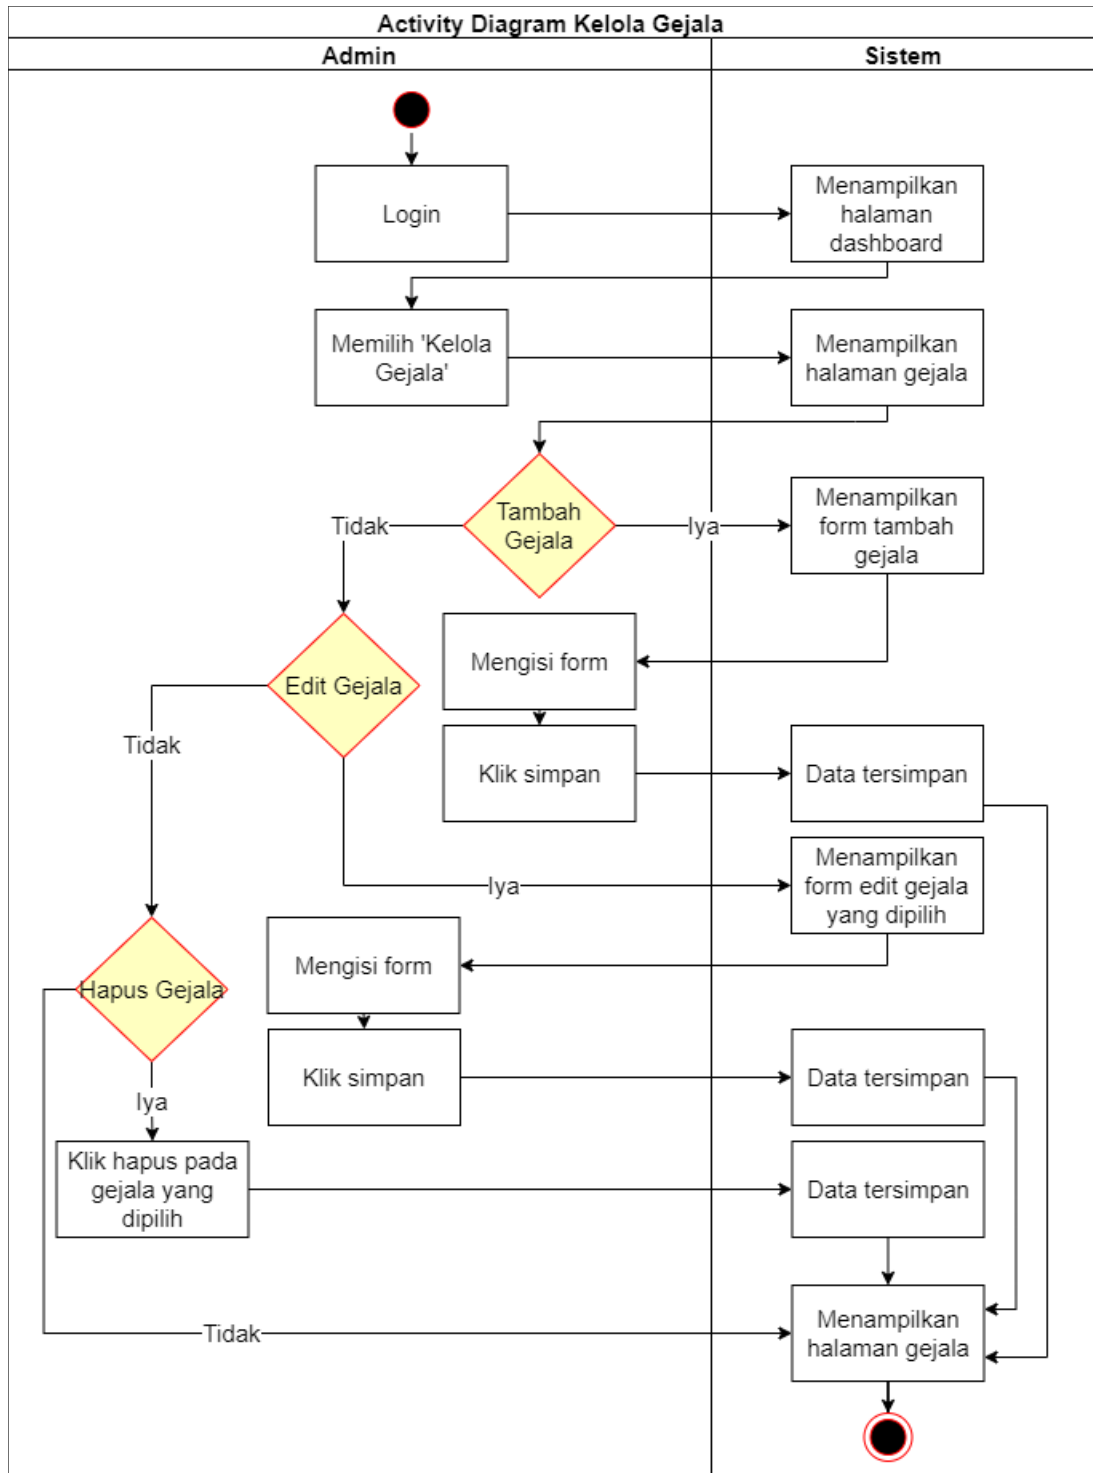 Activity Diagram Kelola Gejala
Admin
Sistem
Login
Menampilkan
halaman
dashboard
Memilih 'Kelola
Gejala'
Menampilkan
halaman gejala
Tambah
Gejala
Tidak
Iya
Menampilkan
form tambah
gejala
Mengisi form
Edit Gejala
Tidak
Klik simpan
Data tersimpan
Iya
Menampilkan
form edit gejala
yang dipilih
Mengisi form
Hapus Gejala
Klik simpan
Data tersimpan
Iya
Klik hapus pada
gejala yang
dipilih
Data tersimpan
Tidak
Menampilkan
halaman gejala